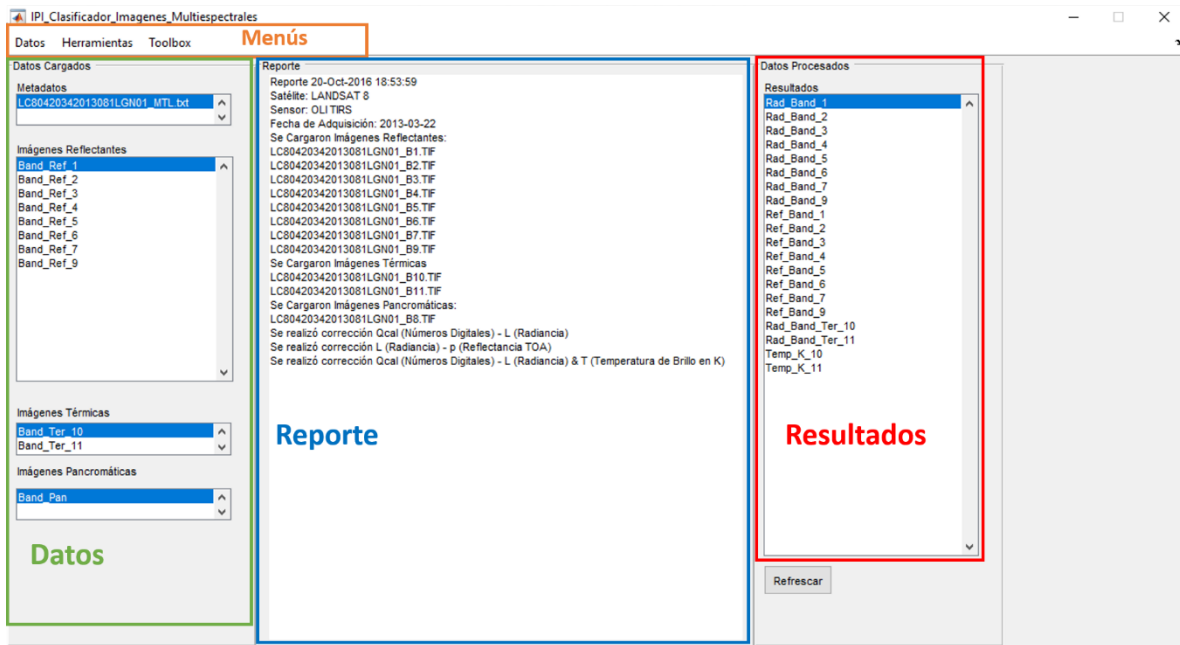 IPI_Clasificador_Imagenes_Multiespectrales
Datos Herramientas Toolbox
Menús
Datos Cargados
Metadatos
LC80420342013081LGN01_MTL.txt
Imágenes Reflectantes
Band_Ref_1
Band_Ref_2
Band_Ref_3
Band_Ref_4
Band_Ref_5
Band_Ref_6
Band_Ref_7
Band_Ref_9
Imágenes Térmicas
Band_Ter_10
Band_Ter_11
Imágenes Pancromáticas
Band_Pan
Datos
Reporte
Reporte 20-Oct-2016 18:53:59
Satélite: LANDSAT 8
Sensor: OLI TIRS
Fecha de Adquisición: 2013-03-22
Se Cargaron Imágenes Reflectantes:
LC80420342013081LGN01_B1.TIF
LC80420342013081LGN01_B2.TIF
LC80420342013081LGN01_B3.TIF
LC80420342013081LGN01_B4.TIF
LC80420342013081LGN01_B5.TIF
LC80420342013081LGN01_B6.TIF
LC80420342013081LGN01_B7.TIF
LC80420342013081LGN01_B9.TIF
Se Cargaron Imágenes Térmicas
LC80420342013081LGN01_B10.TIF
LC80420342013081LGN01_B11.TIF
Se Cargaron Imágenes Pancromáticas:
LC80420342013081LGN01_B8.TIF
Se realizó corrección Qcal (Números Digitales) - L (Radiancia)
Se realizó corrección L (Radiancia) - p (Reflectancia TOA)
Se realizó corrección Qcal (Números Digitales) - L (Radiancia) & T (Temperatura de Brillo en K)
Reporte
Datos Procesados
Resultados
Rad_Band_1
Rad_Band_2
Rad_Band_3
Rad_Band_4
Rad_Band_5
Rad_Band_6
Rad_Band_7
Rad_Band_9
Ref_Band_1
Ref_Band_2
Ref_Band_3
Ref_Band_4
Ref_Band_5
Ref_Band_6
Ref_Band_7
Ref_Band_9
Rad_Band_Ter_10
Rad_Band_Ter_11
Temp_K_10
Temp_K_11
Resultados
Refrescar